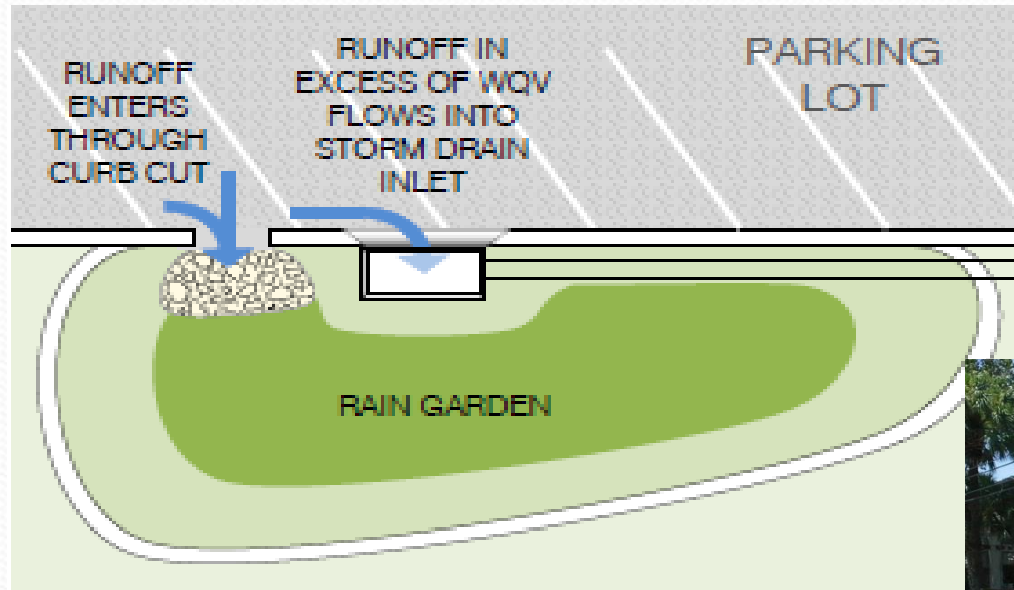 RUNOFF
ENTERS
THROUGH
CURB CUT
RUNOFF IN
EXCESS OF WQV
FLOWS INTO
STORM DRAIN
INLET
PARKING
LOT
RAIN GARDEN